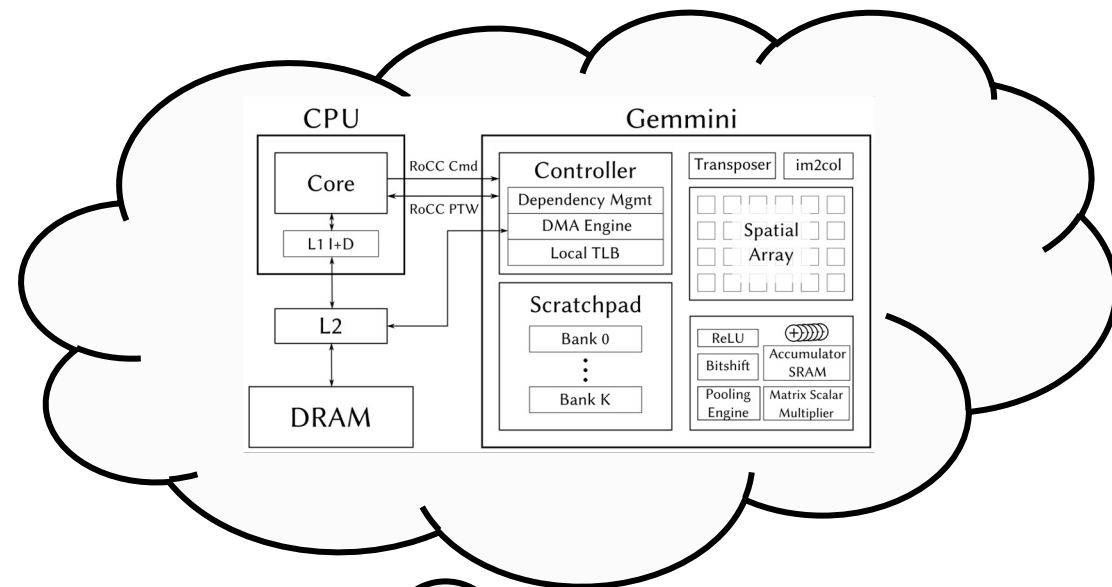 CPU
Core
L1 I+D
L2
DRAM
RoCC Cmd
RoCC PTW
Gemmini
Controller
Dependency Mgmt
DMA Engine
Local TLB
Scratchpad
Bank 0
Bank K
Transposer
im2col
Spatial
Array
ReLU
Bitshift
Accumulator
SRAM
Pooling
Engine
Matrix Scalar
Multiplier